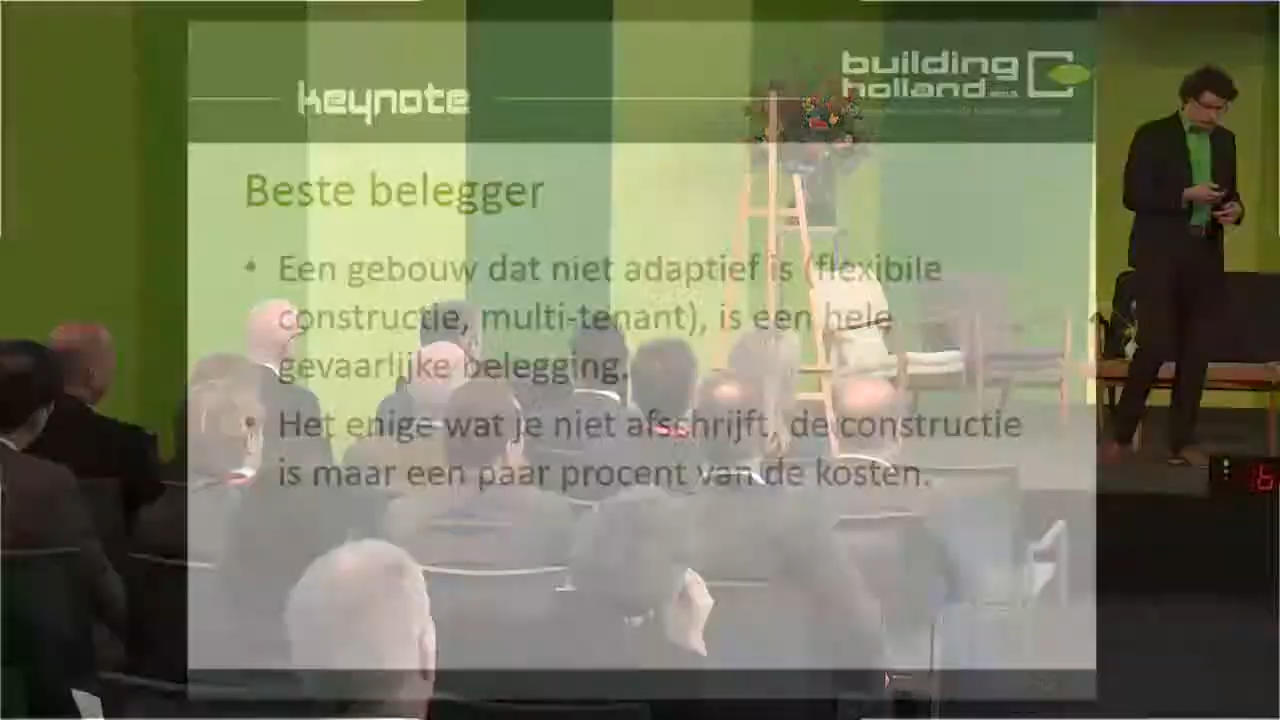 keynote
building
holland
Beste belegger
• Een gebouw dat niet adaptief is (flexibile
constructie, multi-tenant), is een hele
gevaarlijke belegging.
• Het enige wat je niet afschrijft, de constructie
is maar een paar procent van de kosten.